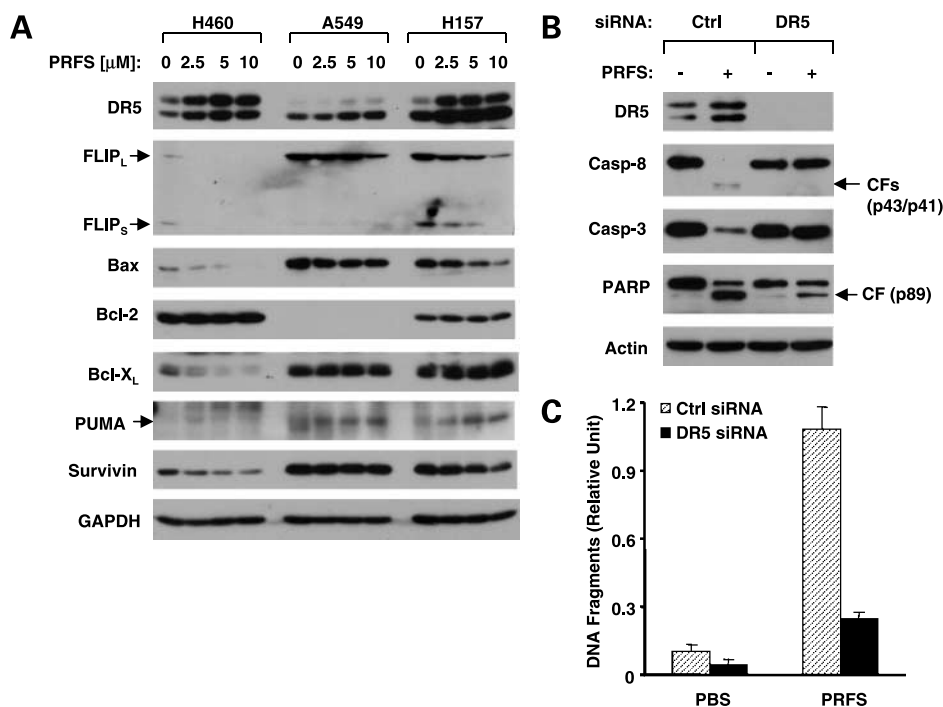 A
H460 A549 H157
PRFS [μM]: 0 2.5 5 10 0 2.5 5 10 0 2.5 5 10
DR5
FLIPL
FLIPS
Bax
Bcl-2
Bcl-XL
PUMA
Survivin
GAPDH
B
siRNA: Ctrl DR5
PRFS: - + - +
DR5
Casp-8
CFs
(p43/p41)
Casp-3
PARP
CF (p89)
Actin
C
DNA Fragments (Relative Unit)
1.2
0.9
0.6
0.3
0
Ctrl siRNA
DR5 siRNA
PBS PRFS